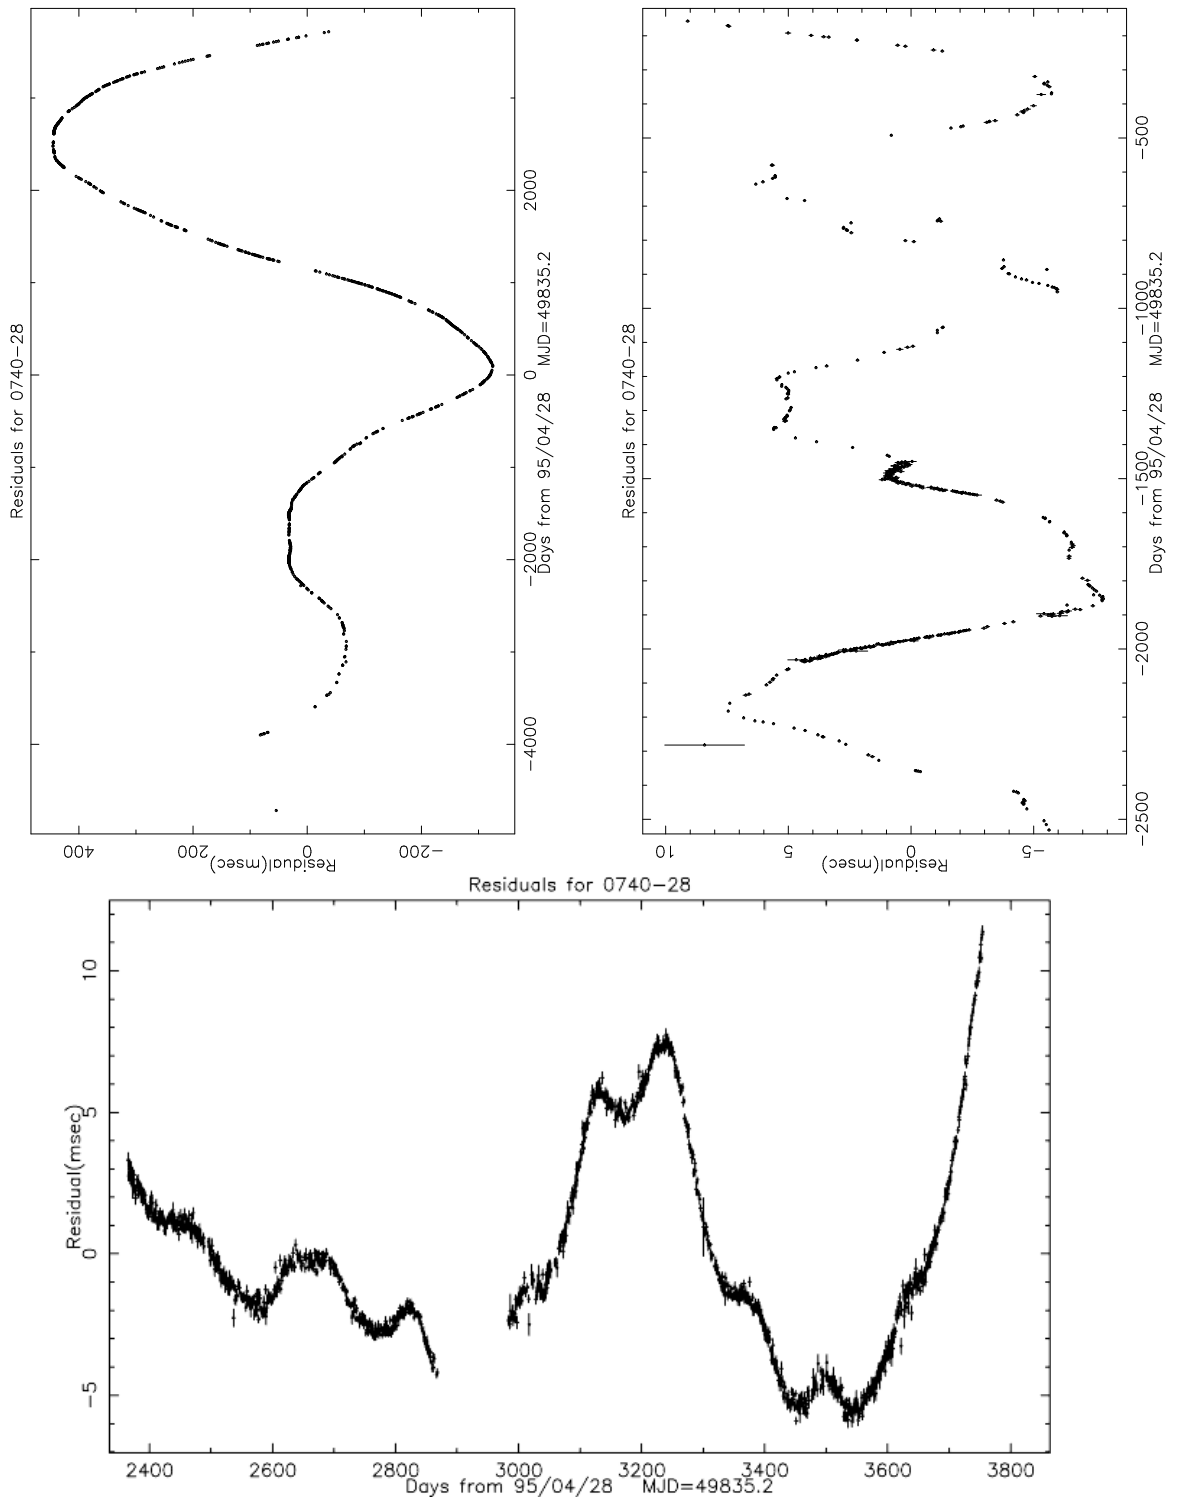 Residuals for 0740−28
400
200
0
−200
Residual(msec)
−4000
−2000
0
2000
Days from 95/04/28 MJD=49835.2
Residuals for 0740−28
10
5
0
−5
Residual(msec)
−2500
−2000
−1500
−1000
−500
Days from 95/04/28 MJD=49835.2
Residuals for 0740−28
10
5
0
−5
Residual(msec)
2400 2600 2800 3000 3200 3400 3600 3800
Days from 95/04/28 MJD=49835.2